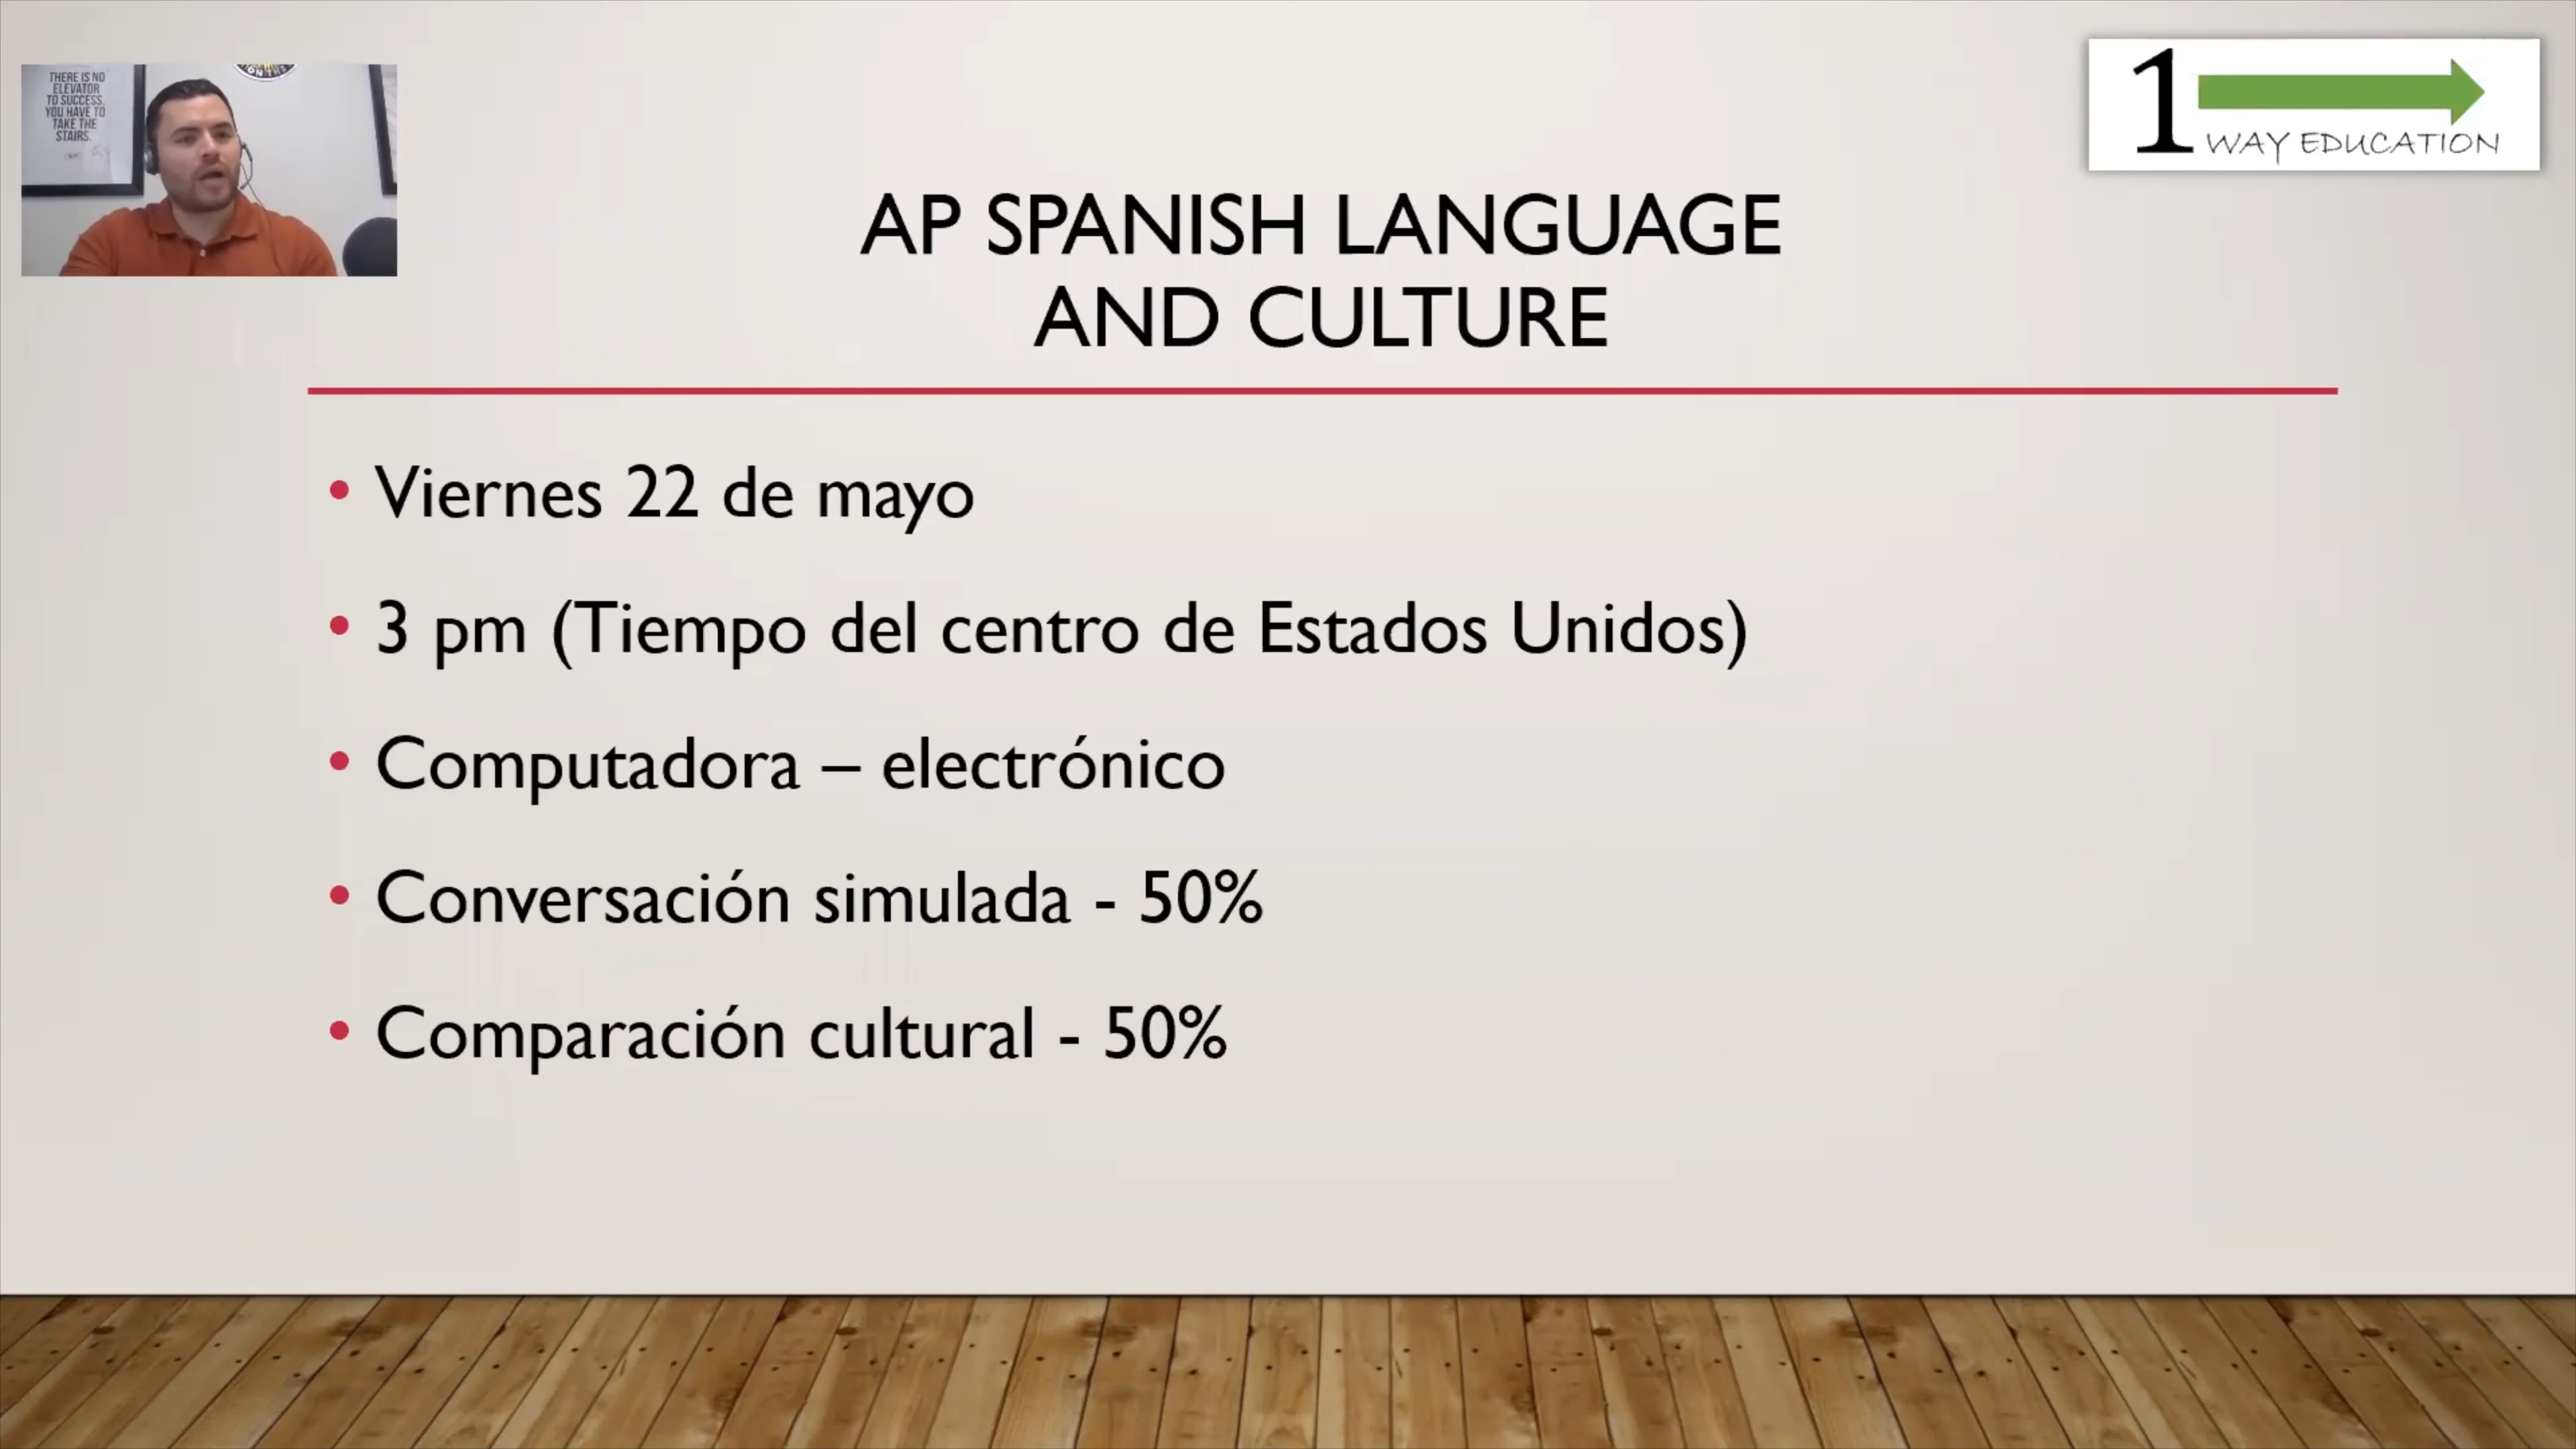 THERE IS NO
ELEVATOR
TO SUCCESS.
YOU HAVE TO
TAKE THE
STAIRS.
ON THE
1 WAY EDUCATION
AP SPANISH LANGUAGE
AND CULTURE
• Viernes 22 de mayo
• 3 pm (Tiempo del centro de Estados Unidos)
• Computadora – electrónico
• Conversación simulada - 50%
• Comparación cultural - 50%